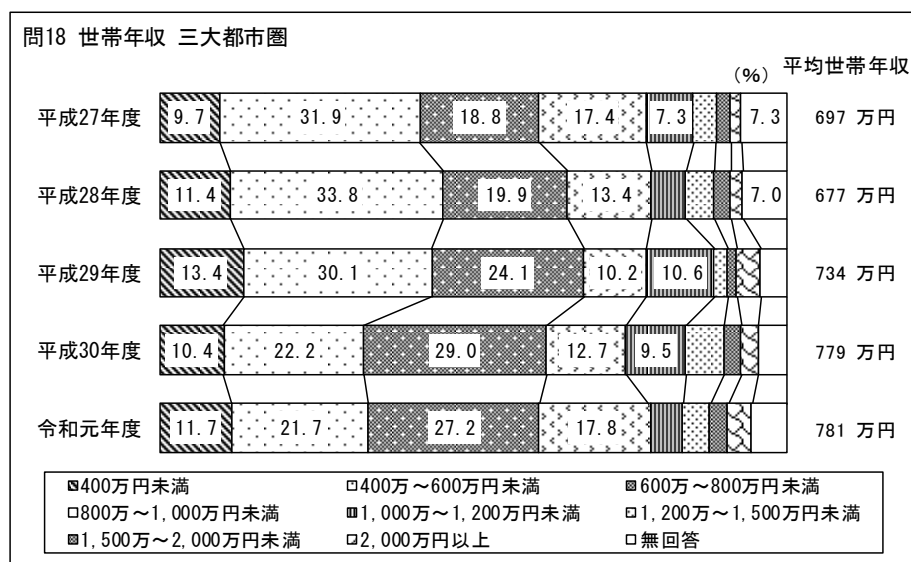 問18 世帯年収 三大都市圏
(%) 平均世帯年収
平成27年度 9.7 31.9 18.8 17.4 7.3 7.3 697 万円
平成28年度 11.4 33.8 19.9 13.4 7.0 677 万円
平成29年度 13.4 30.1 24.1 10.2 10.6 734 万円
平成30年度 10.4 22.2 29.0 12.7 9.5 779 万円
令和元年度 11.7 21.7 27.2 17.8 781 万円
400万円未満 400万～600万円未満 600万～800万円未満
800万～1,000万円未満 1,000万～1,200万円未満 1,200万～1,500万円未満
1,500万～2,000万円未満 2,000万円以上 無回答